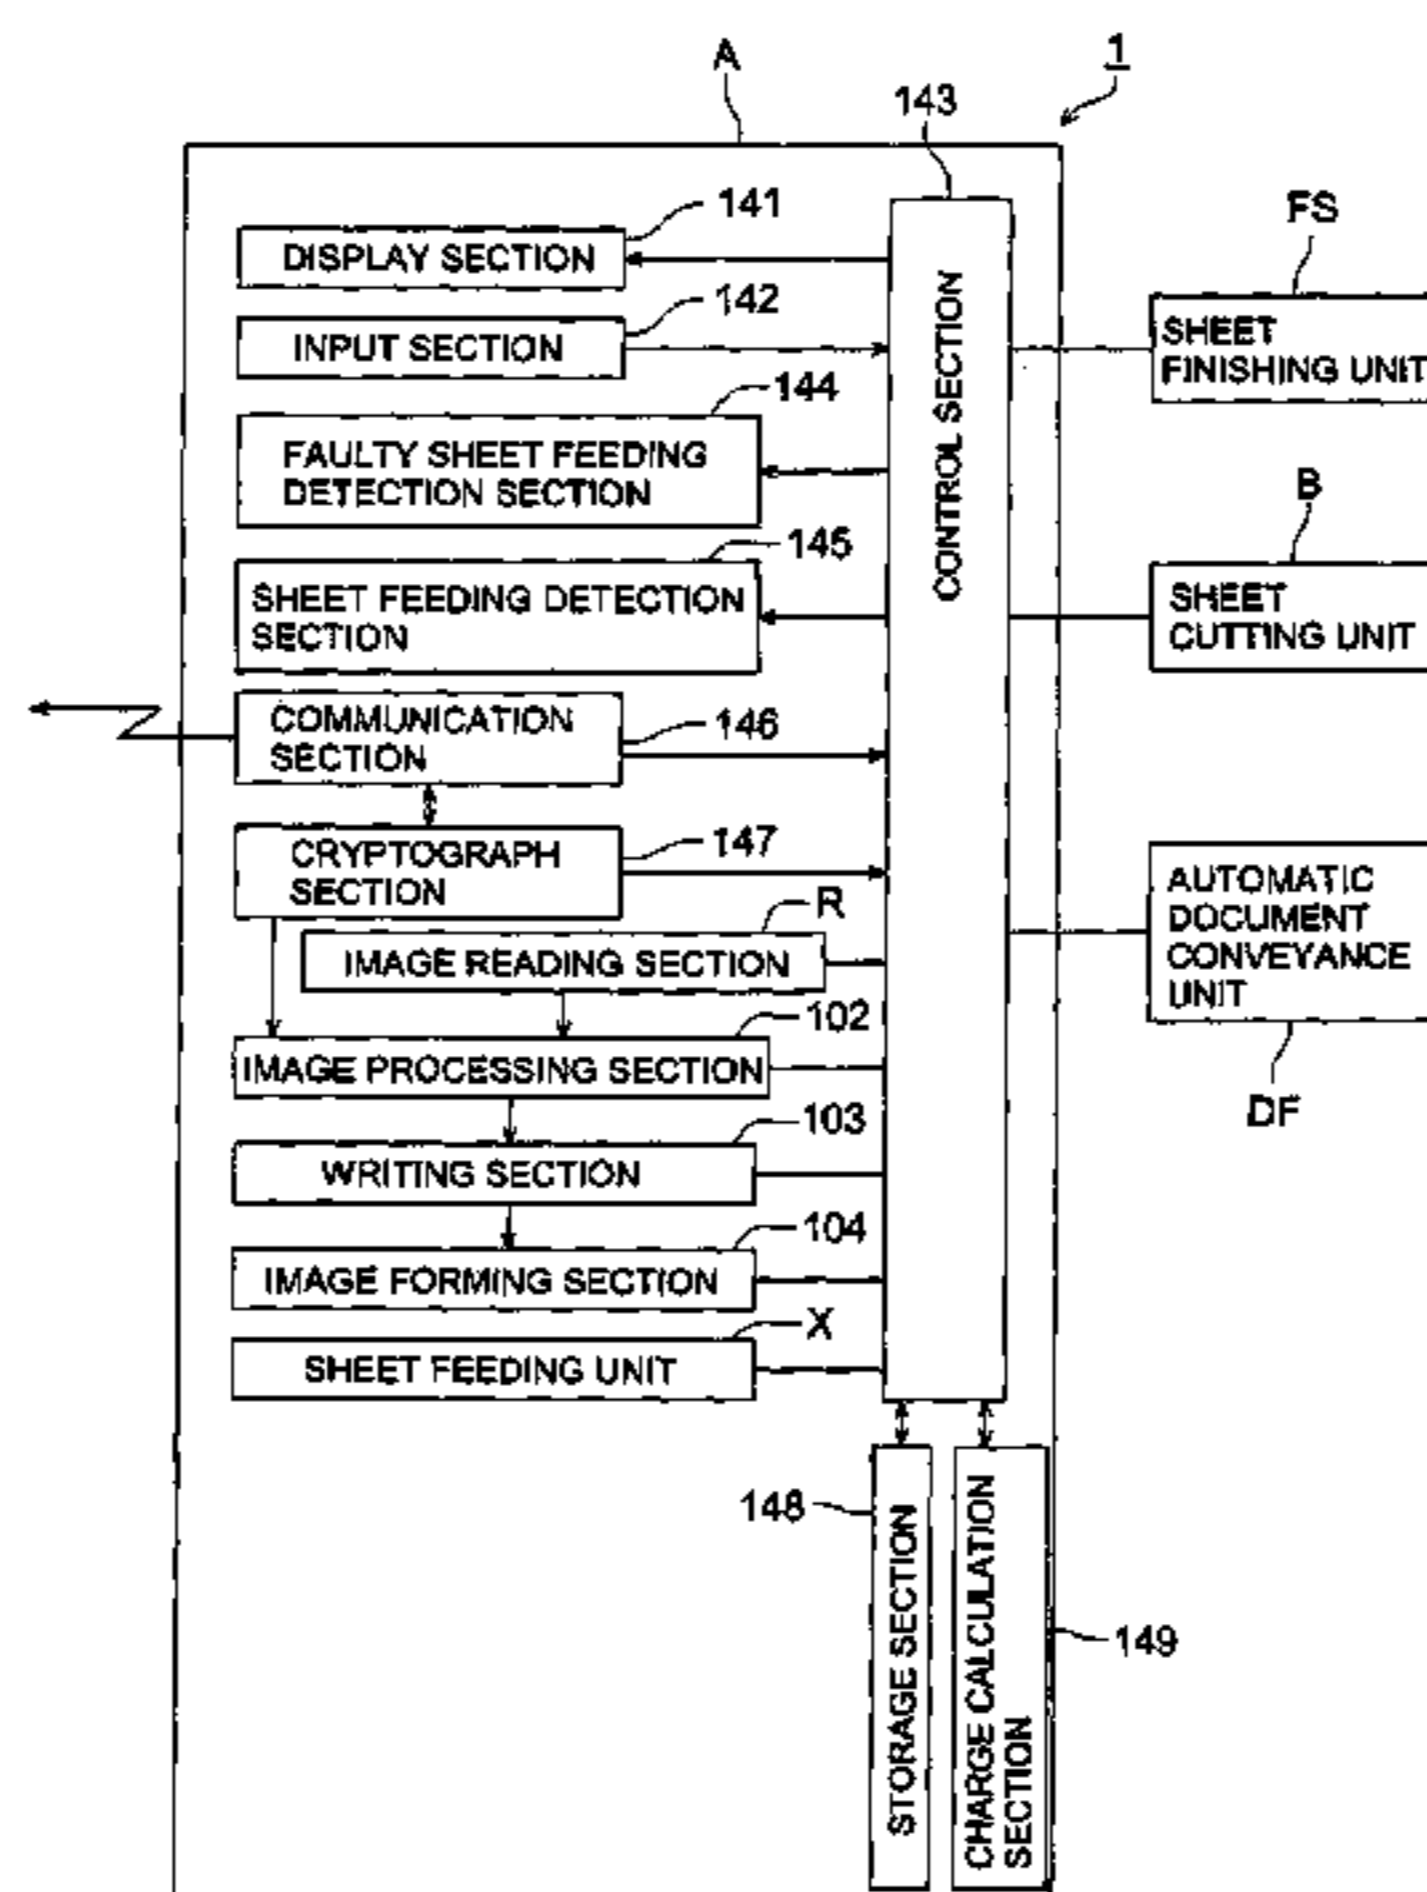 A
1
143
141
DISPLAY SECTION
FS
142
INPUT SECTION
SHEET
FINISHING UNIT
144
FAULTY SHEET FEEDING
DETECTION SECTION
CONTROL SECTION
B
145
SHEET FEEDING DETECTION
SECTION
SHEET
CUTTING UNIT
COMMUNICATION
SECTION
146
CRYPTOGRAPH
SECTION
147
AUTOMATIC
DOCUMENT
CONVEYANCE
UNIT
R
IMAGE READING SECTION
102
IMAGE PROCESSING SECTION
DF
103
WRITING SECTION
104
IMAGE FORMING SECTION
X
SHEET FEEDING UNIT
148
STORAGE SECTION
CHARGE CALCULATION
SECTION
149